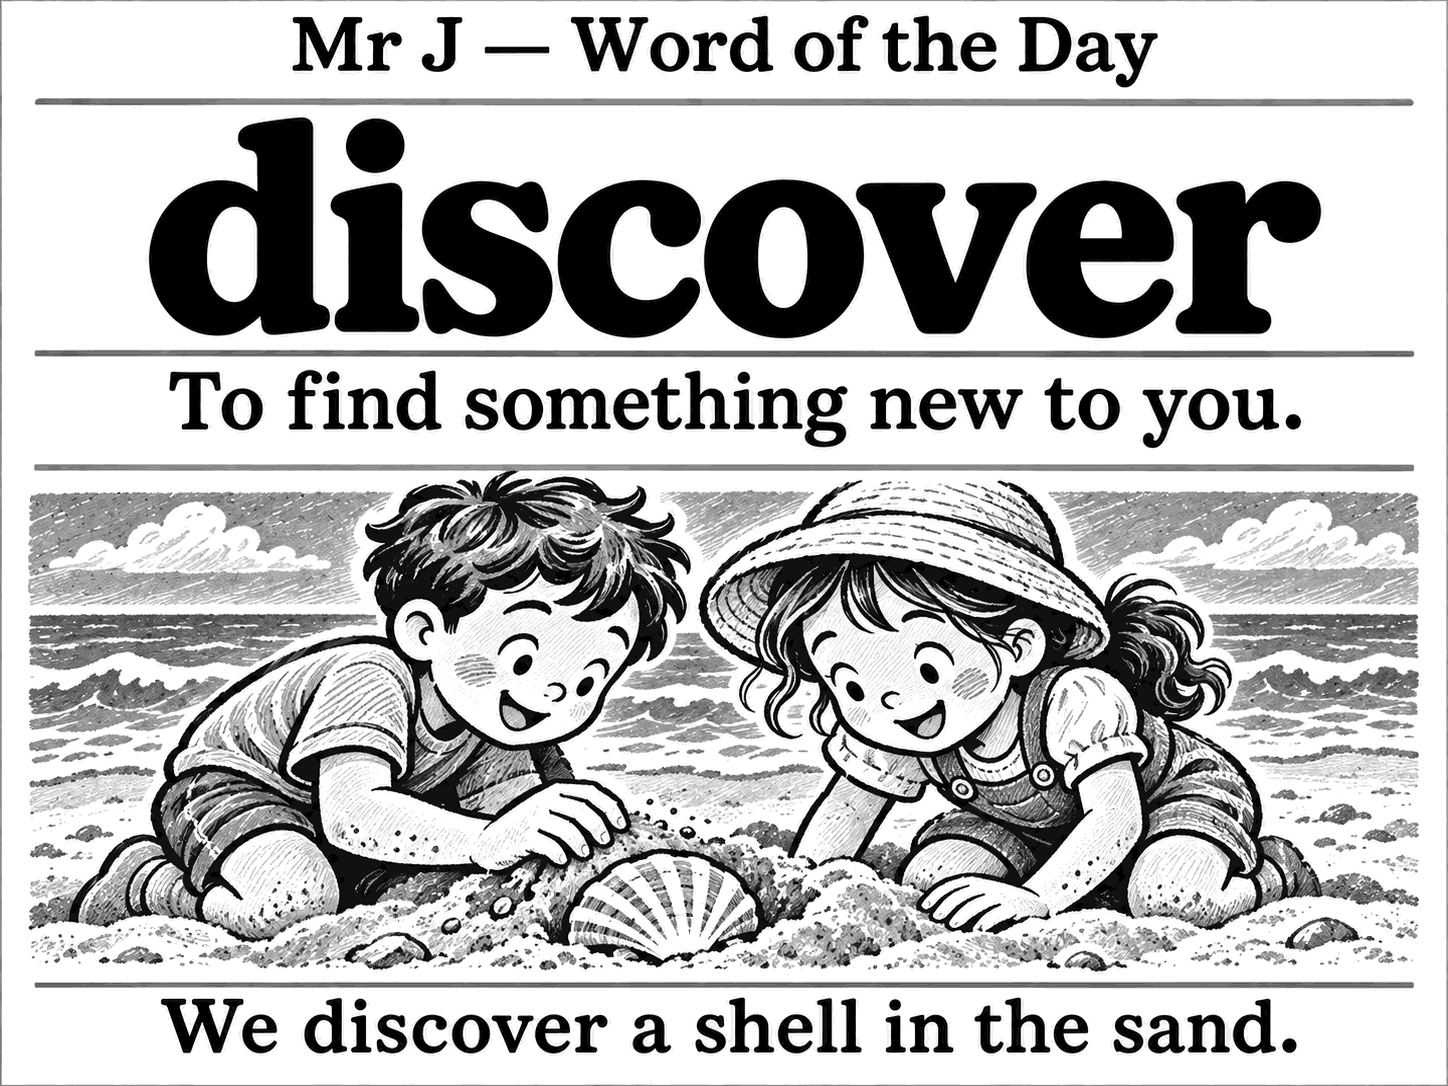 Mr J — Word of the Day
discover
To find something new to you.
We discover a shell in the sand.